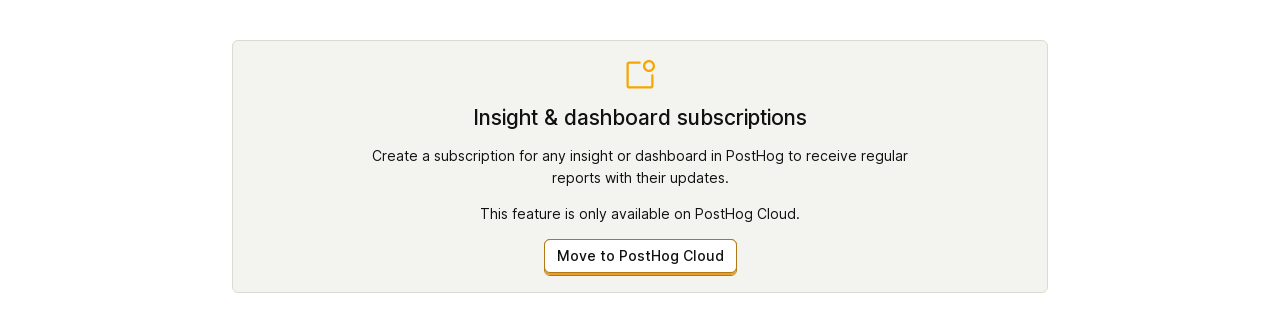 Insight & dashboard subscriptions
Create a subscription for any insight or dashboard in PostHog to receive regular
reports with their updates.
This feature is only available on PostHog Cloud.
Move to PostHog Cloud